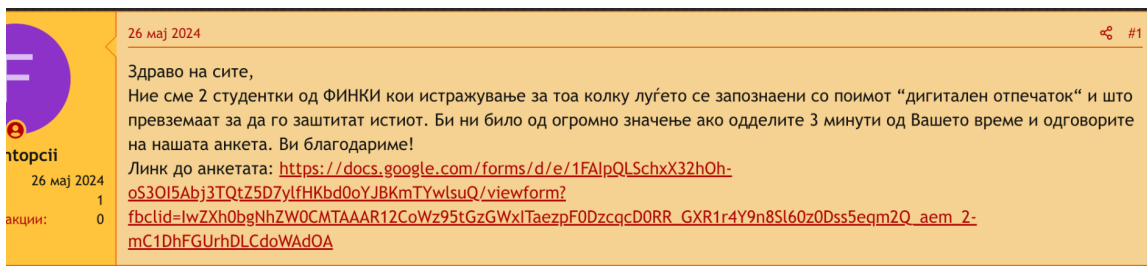 26 мај 2024
#1
Здраво на сите,
Ние сме 2 студентки од ФИНКИ кои истражување за тоа колку луѓето се запознаени со поимот “дигитален отпечаток“ и што
превземаат за да го заштитат истиот. Би ни било од огромно значење ако одделите 3 минути од Вашето време и одговорите
на нашата анкета. Ви благодариме!
Линк до анкетата: https://docs.google.com/forms/d/e/1FAIpQLSchxX32hOh-
oS3OI5Abj3TQtZ5D7ylfHKbd0oYJBKmTYwlsuQ/viewform?
fbclid=IwZXh0bgNhZW0CMTAAAR12CoWz95tGzGWxITaezpF0DzcqcD0RR_GXR1r4Y9n8Sl60z0Dss5eqm2Q_aem_2-
mC1DhFGUrhDLCdoWAdOA
ntopcii
26 мај 2024
1
акции: 0